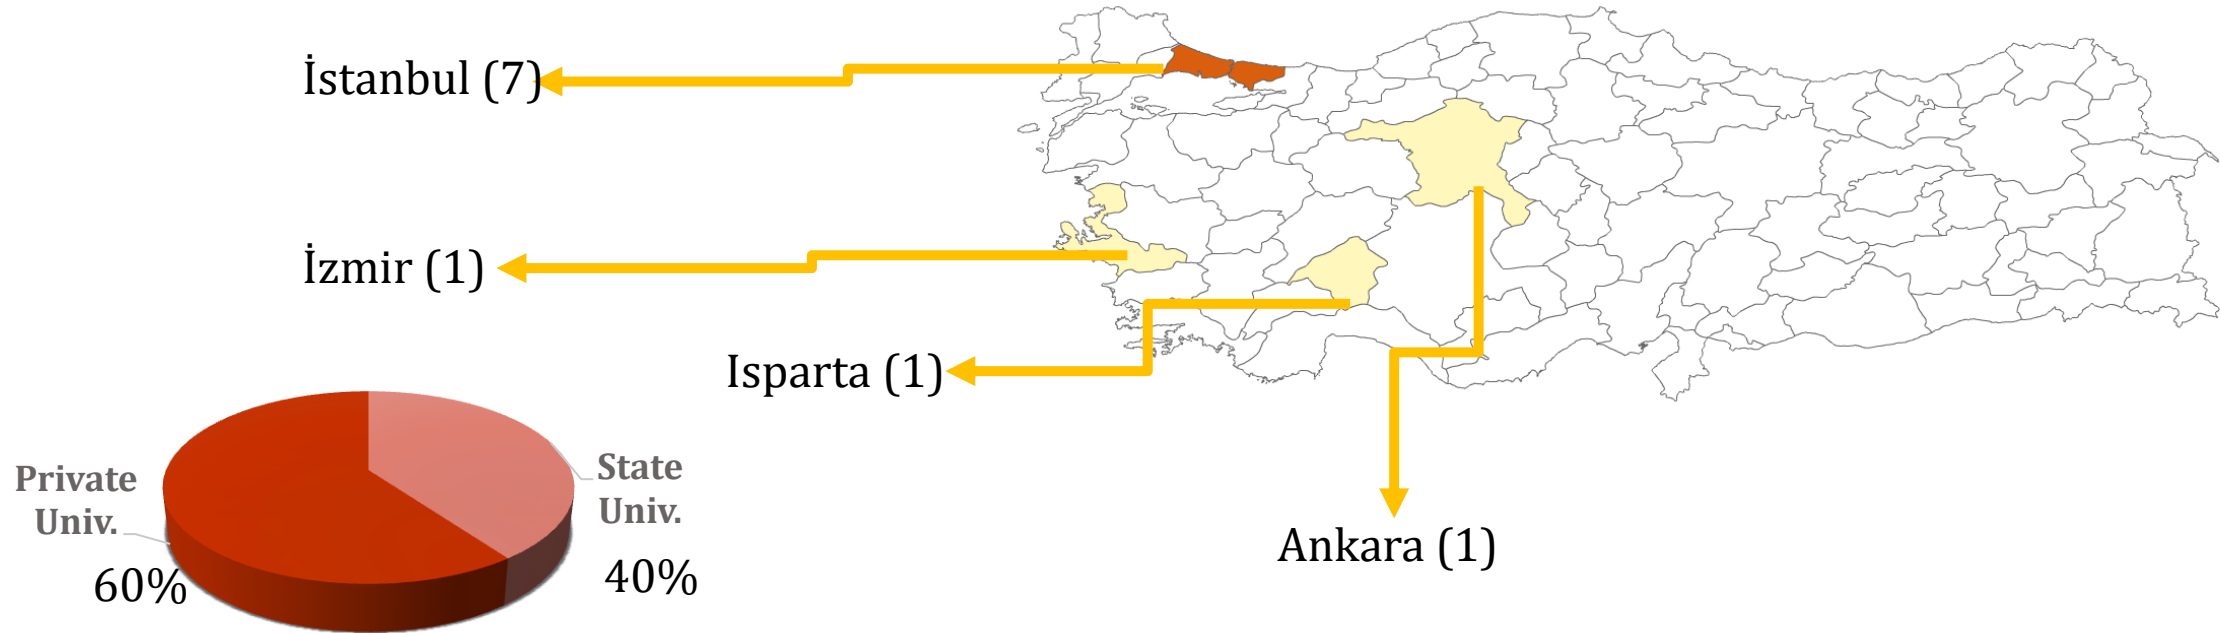 İstanbul (7)
İzmir (1)
Isparta (1)
Ankara (1)
Private
Univ.
60%
State
Univ.
40%